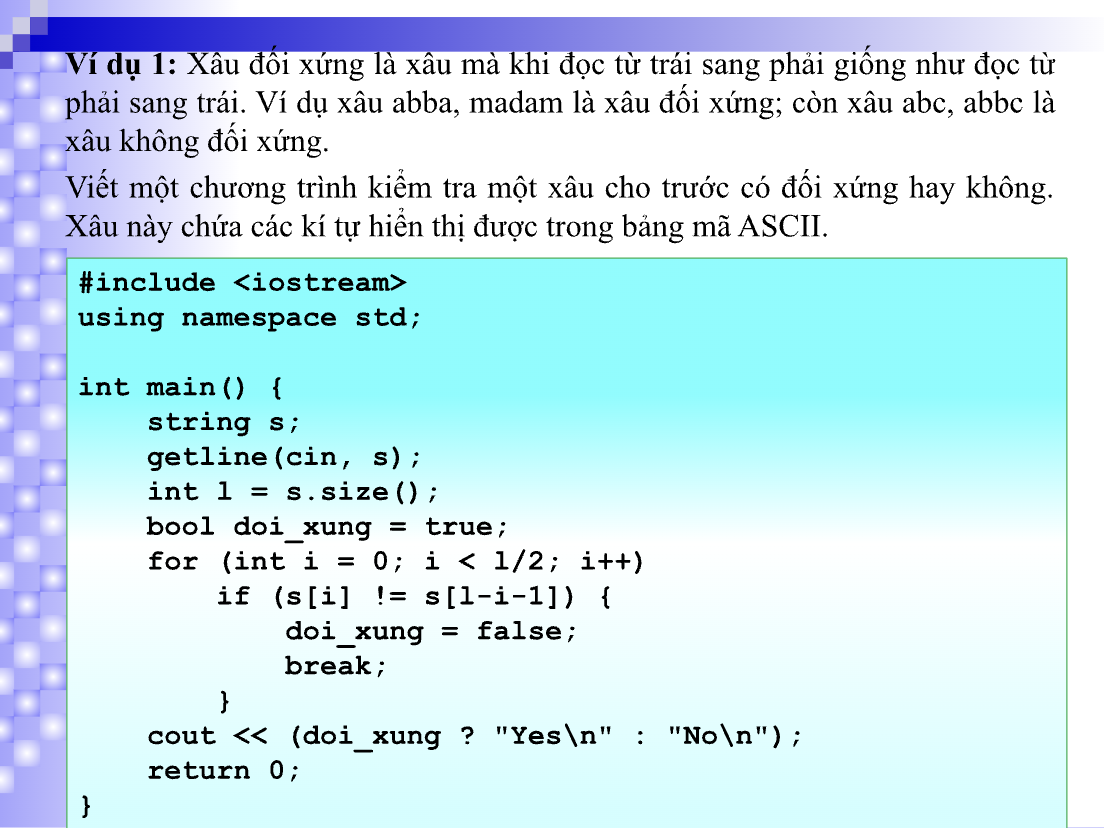 Ví dụ 1: Xâu đối xứng là xâu mà khi đọc từ trái sang phải giống như đọc từ
phải sang trái. Ví dụ xâu abba, madam là xâu đối xứng; còn xâu abc, abbc là
xâu không đối xứng.
Viết một chương trình kiểm tra một xâu cho trước có đối xứng hay không.
Xâu này chứa các kí tự hiển thị được trong bảng mã ASCII.
#include <iostream>
using namespace std;
int main() {
    string s;
    getline(cin, s);
    int l = s.size();
    bool doi_xung = true;
    for (int i = 0; i < l/2; i++)
        if (s[i] != s[l-i-1]) {
            doi_xung = false;
            break;
        }
    cout << (doi_xung ? "Yes\n" : "No\n");
    return 0;
}